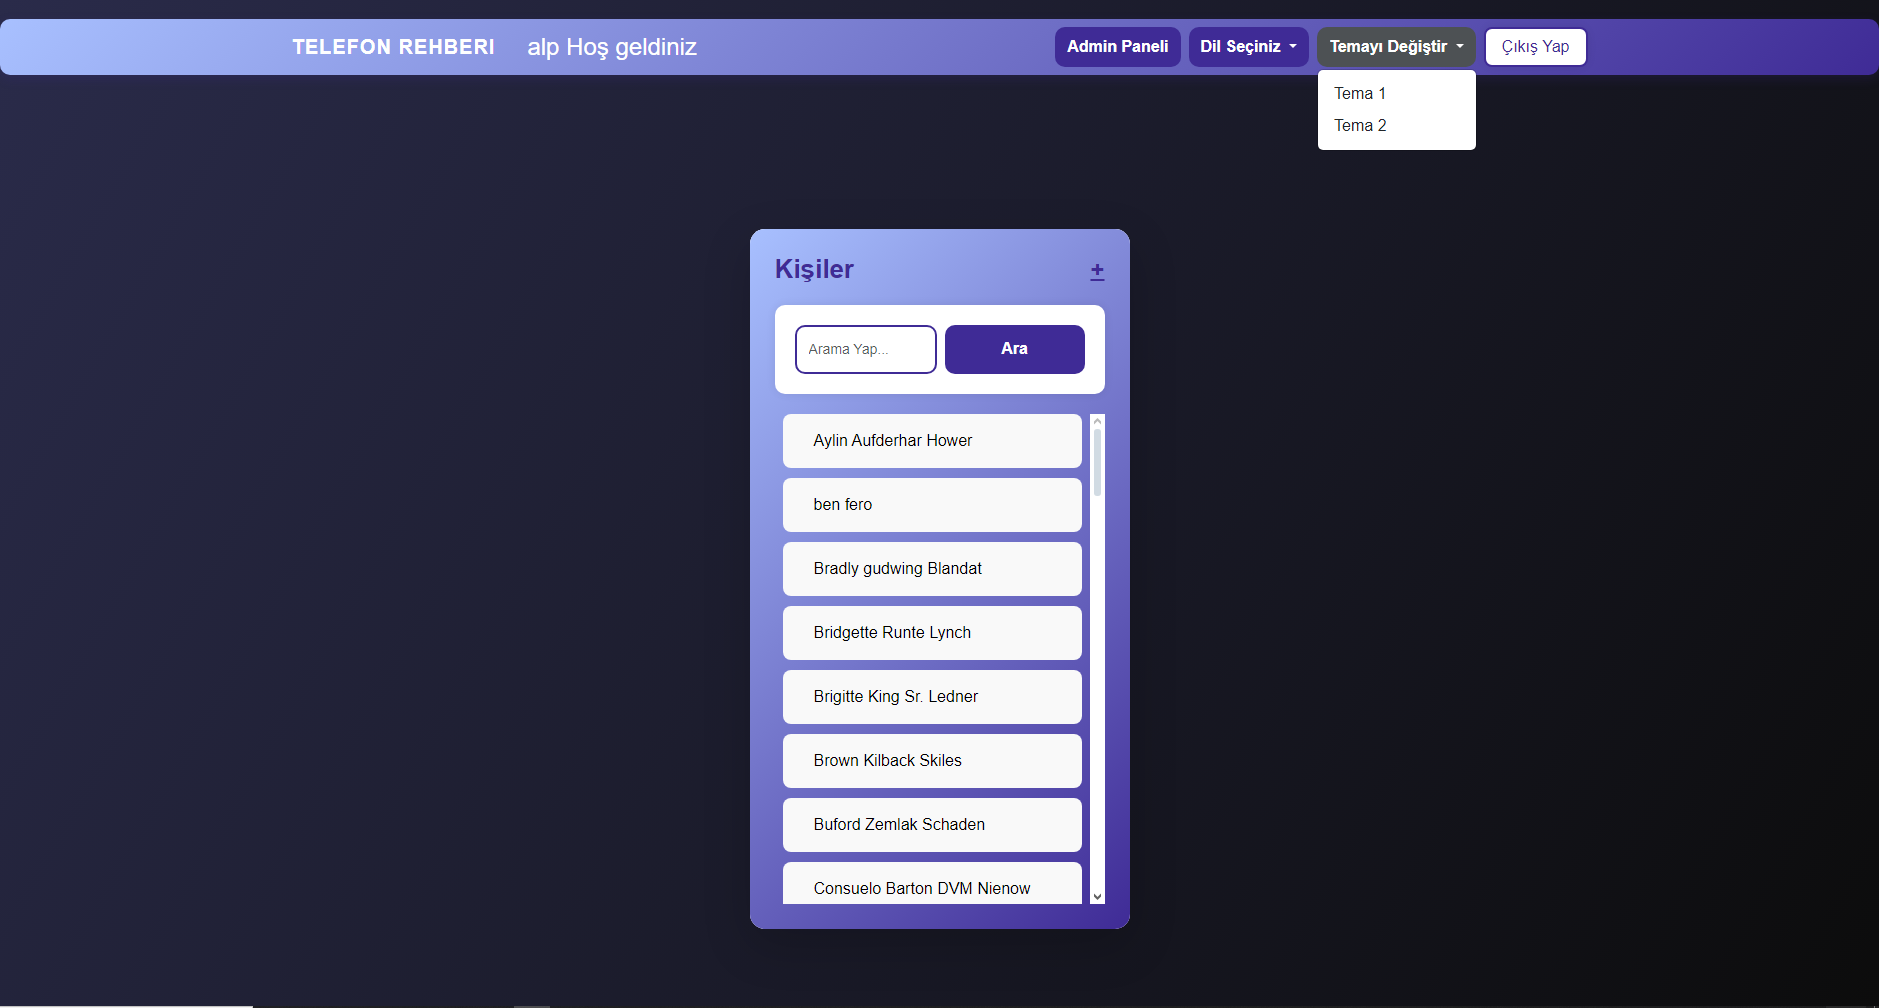 TELEFON REHBERI alp Hoş geldiniz Admin Paneli Dil Seçiniz Temayı Değiştir Çıkış Yap
Tema 1
Tema 2
Kişiler +
Arama Yap... Ara
Aylin Aufderhar Hower
ben fero
Bradly gudwing Blandat
Bridgette Runte Lynch
Brigitte King Sr. Ledner
Brown Kilback Skiles
Buford Zemlak Schaden
Consuelo Barton DVM Nienow